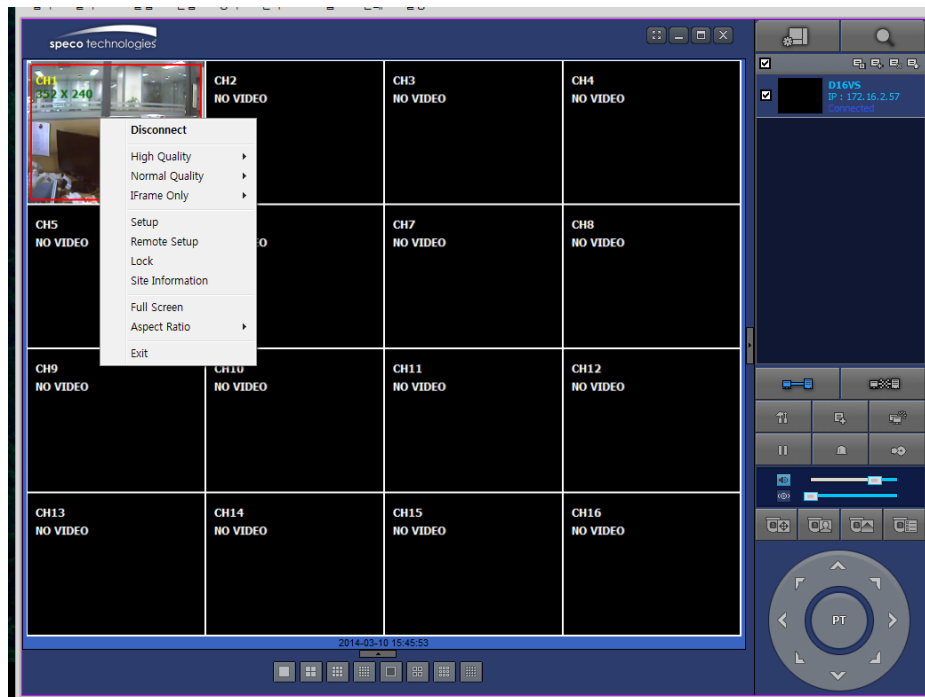 speco technologies
CH1
352 X 240
CH2
NO VIDEO
CH3
NO VIDEO
CH4
NO VIDEO
D16VS
IP : 172.16.2.57
Connected
Disconnect
High Quality
Normal Quality
IFrame Only
Setup
Remote Setup
Lock
Site Information
Full Screen
Aspect Ratio
Exit
CH5
NO VIDEO
CH7
NO VIDEO
CH8
NO VIDEO
CH9
NO VIDEO
CH10
NO VIDEO
CH11
NO VIDEO
CH12
NO VIDEO
CH13
NO VIDEO
CH14
NO VIDEO
CH15
NO VIDEO
CH16
NO VIDEO
PT
2014-03-10 15:45:53